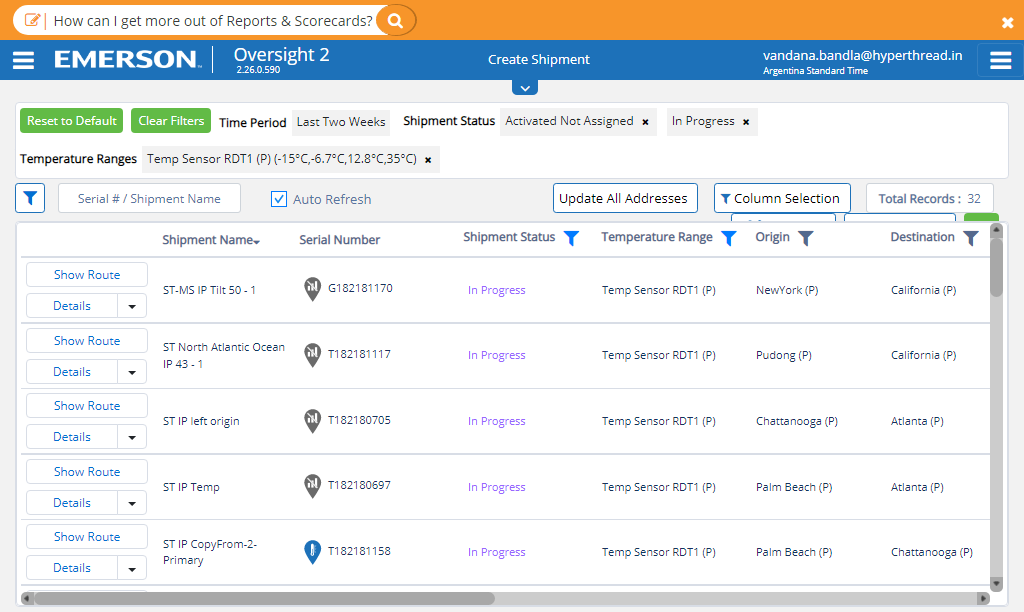 How can I get more out of Reports & Scorecards?
EMERSON. Oversight 2
2.26.0.590
Create Shipment
vandana.bandla@hyperthread.in
Argentina Standard Time
Reset to Default Clear Filters Time Period Last Two Weeks Shipment Status Activated Not Assigned × In Progress ×
Temperature Ranges Temp Sensor RDT1 (P) (-15°C,-6.7°C,12.8°C,35°C) ×
Serial # / Shipment Name Auto Refresh Update All Addresses Column Selection Total Records : 32
Shipment Name Serial Number Shipment Status Temperature Range Origin Destination
Show Route
Details
ST-MS IP Tilt 50 - 1 G182181170 In Progress Temp Sensor RDT1 (P) NewYork (P) California (P)
Show Route
Details
ST North Atlantic Ocean
IP 43 - 1
T182181117 In Progress Temp Sensor RDT1 (P) Pudong (P) California (P)
Show Route
Details
ST IP left origin T182180705 In Progress Temp Sensor RDT1 (P) Chattanooga (P) Atlanta (P)
Show Route
Details
ST IP Temp T182180697 In Progress Temp Sensor RDT1 (P) Palm Beach (P) Atlanta (P)
Show Route
Details
ST IP CopyFrom-2-
Primary
T182181158 In Progress Temp Sensor RDT1 (P) Palm Beach (P) Chattanooga (P)